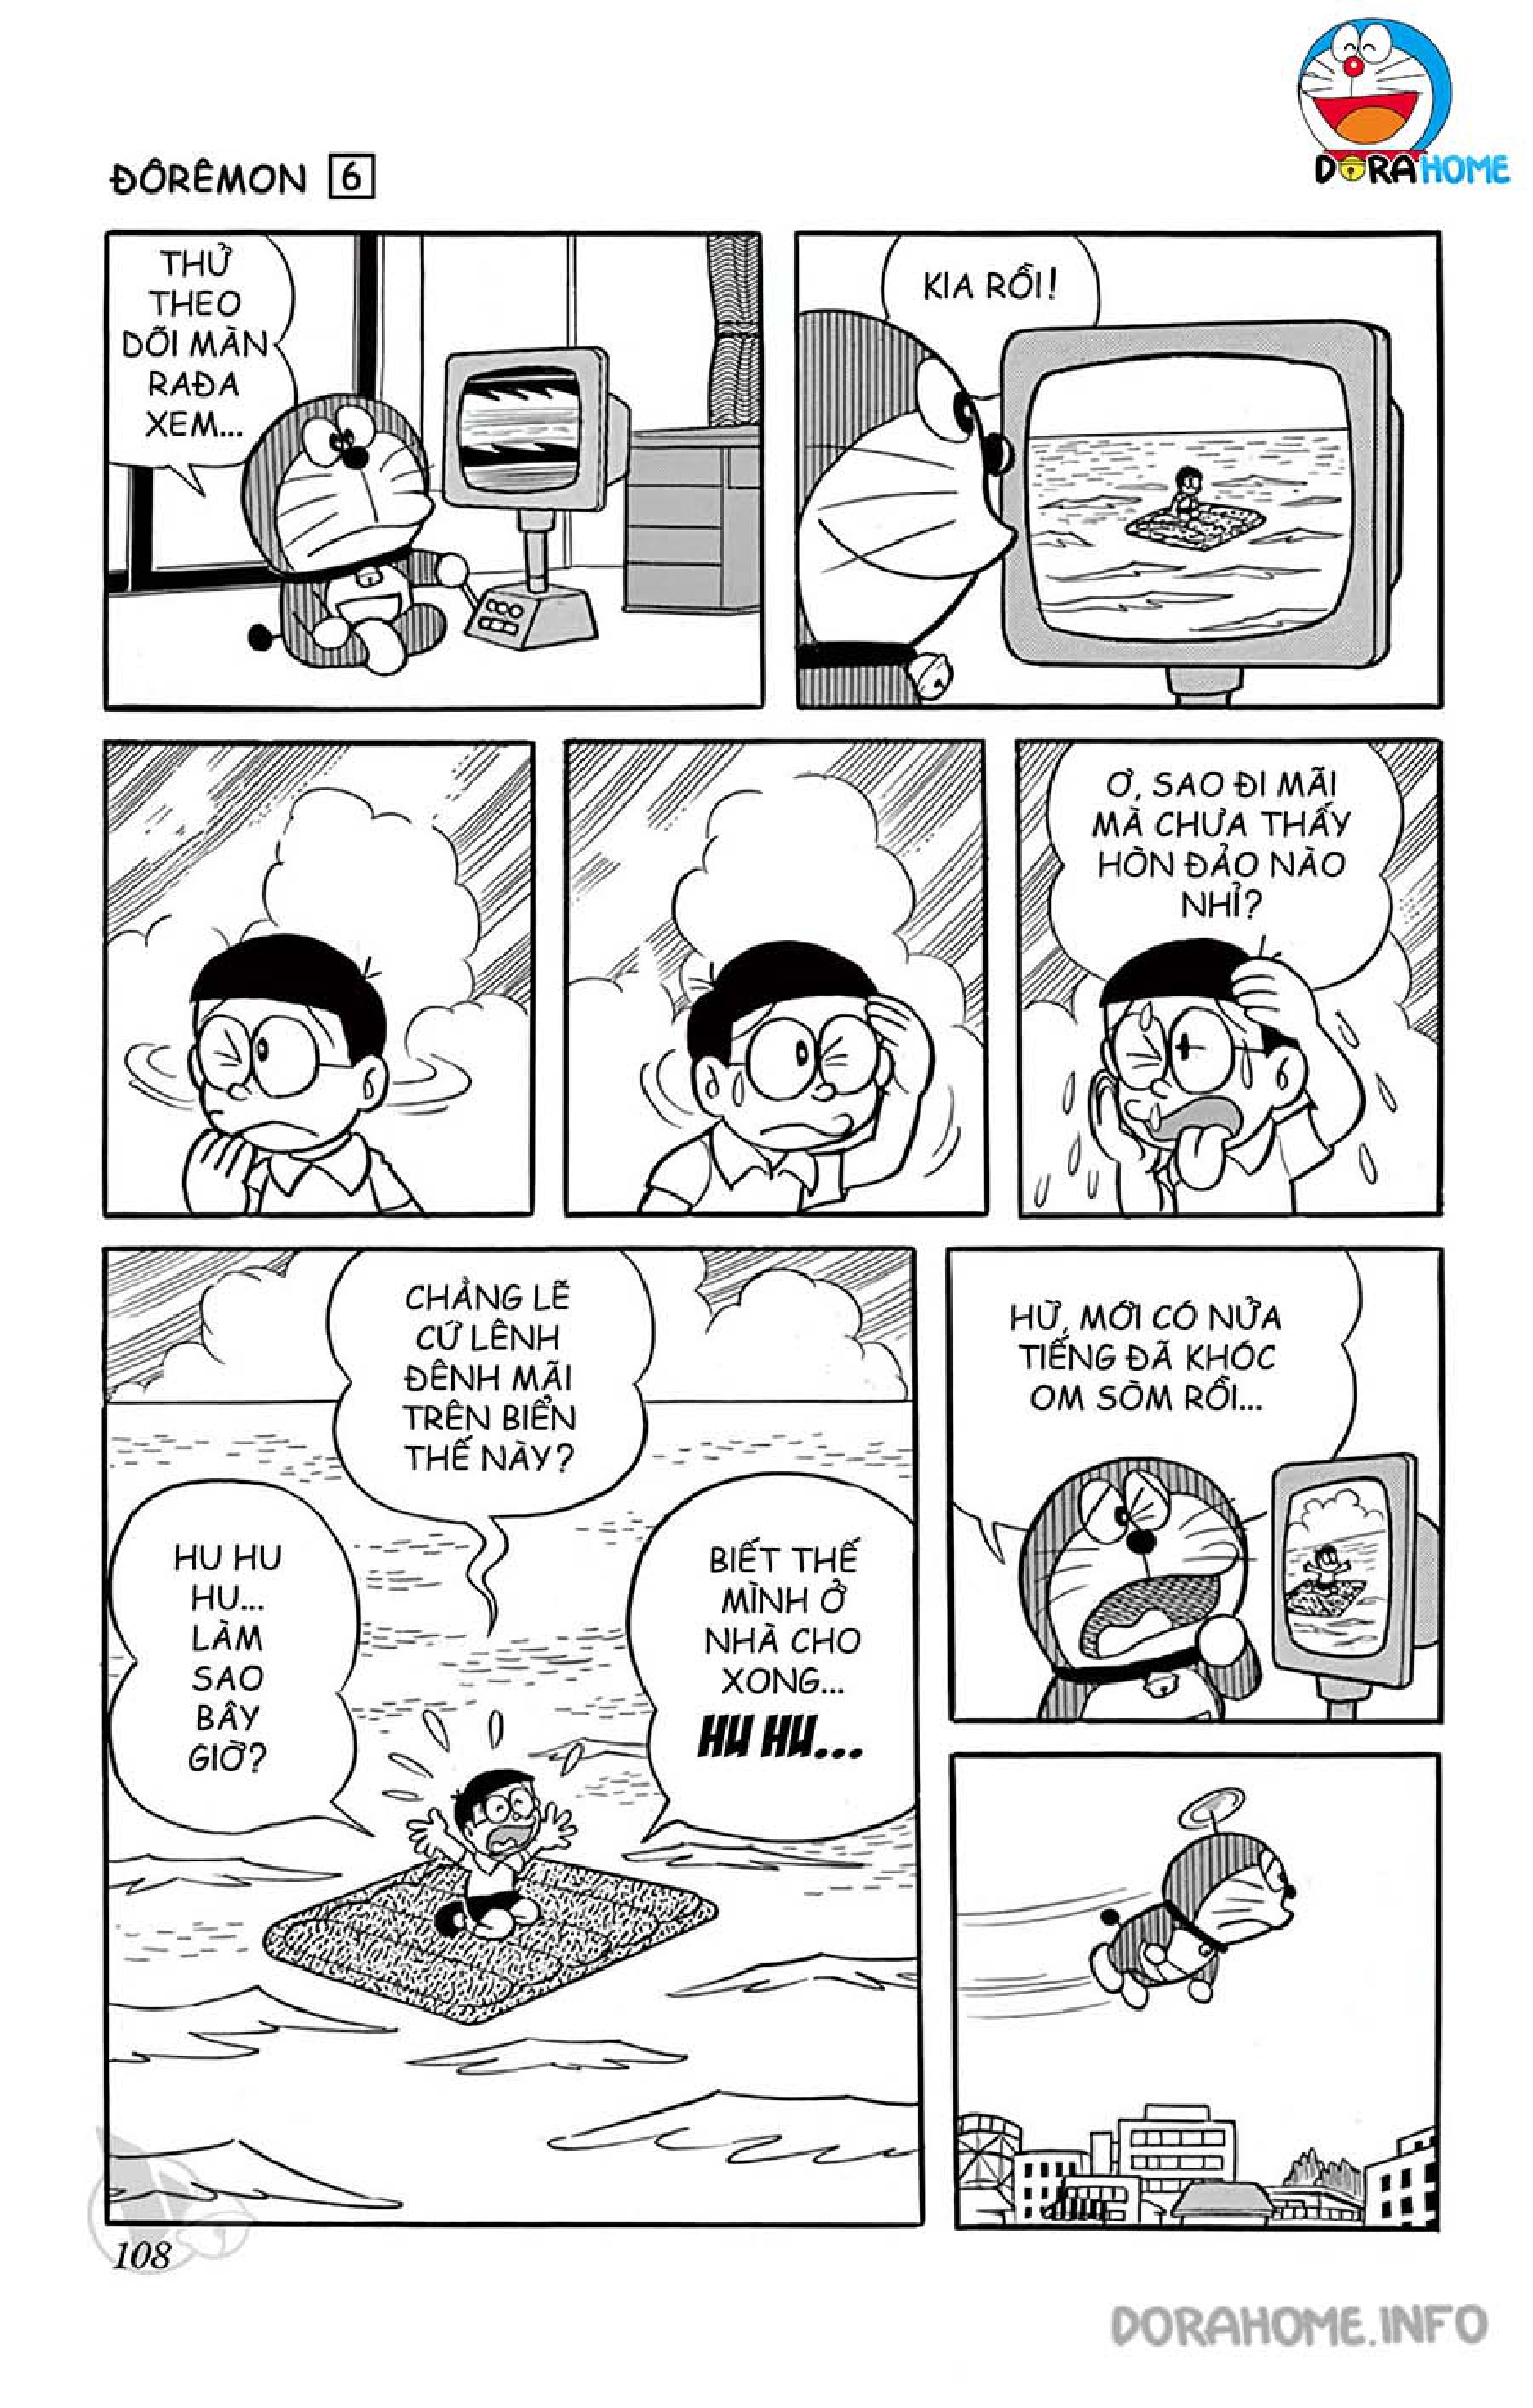 DORAHOME
ĐÔRÊMON 6
THỬ
THEO
DÕI MÀN
RAĐA
XEM...
KIA RỒI!
Ơ, SAO ĐI MÃI
MÀ CHƯA THẤY
HÒN ĐẢO NÀO
NHỈ?
CHẲNG LẼ
CỨ LÊNH
ĐÊNH MÃI
TRÊN BIỂN
THẾ NÀY?
HU HU
HU...
LÀM
SAO
BÂY
GIỜ?
BIẾT THẾ
MÌNH Ở
NHÀ CHO
XONG...
HU HU...
HỪ, MỚI CÓ NỬA
TIẾNG ĐÃ KHÓC
OM SÒM RỒI...
108
DORAHOME.INFO